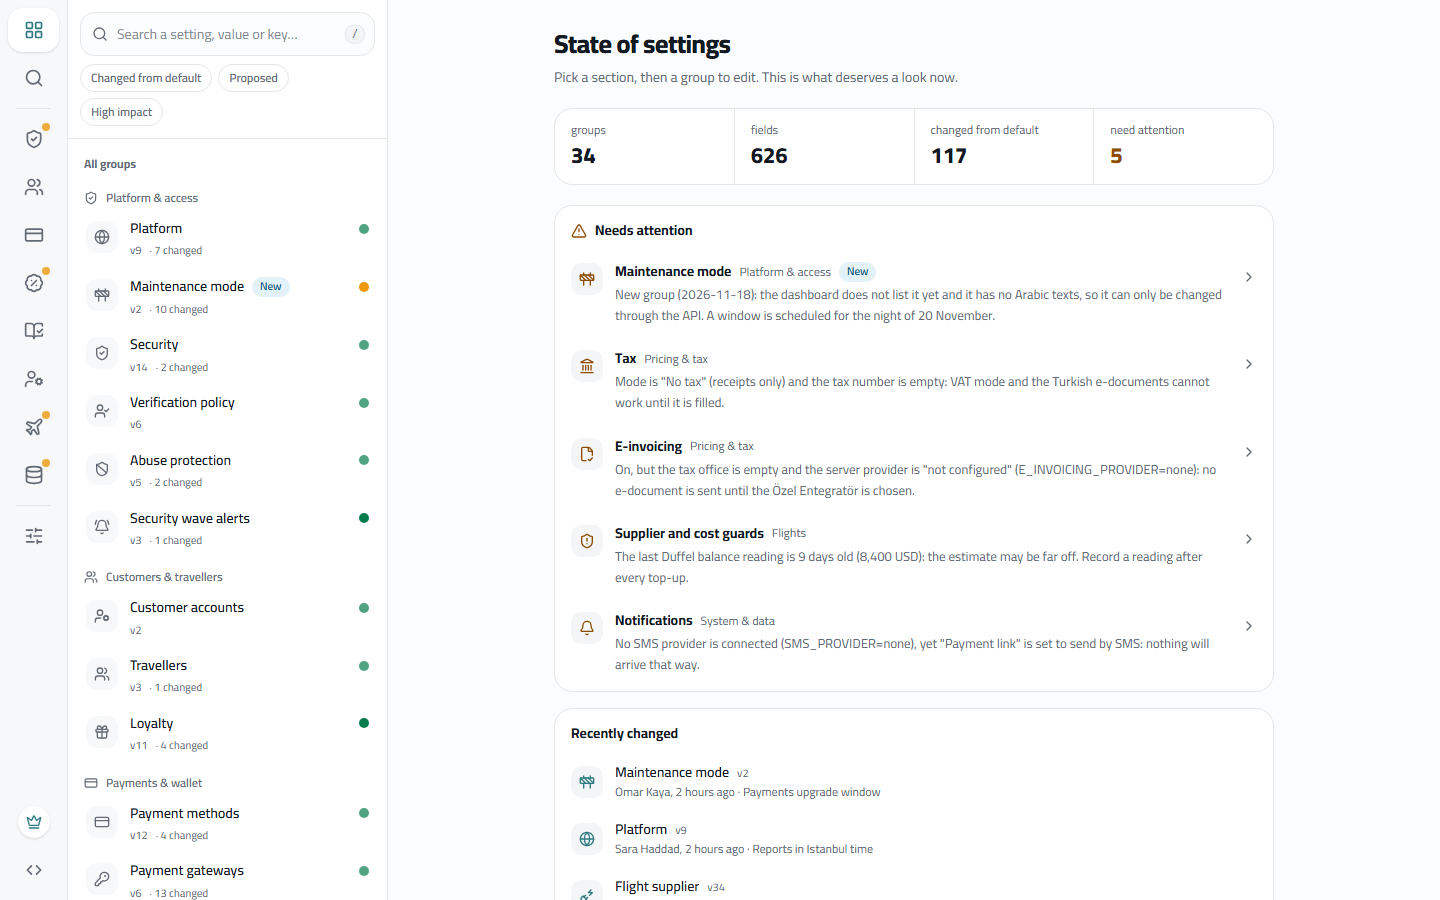 Search a setting, value or key...
/
Changed from default
Proposed
High impact
All groups
Platform & access
Platform
v9 · 7 changed
Maintenance mode New
v2 · 10 changed
Security
v14 · 2 changed
Verification policy
v6
Abuse protection
v5 · 2 changed
Security wave alerts
v3 · 1 changed
Customers & travellers
Customer accounts
v2
Travellers
v3 · 1 changed
Loyalty
v11 · 4 changed
Payments & wallet
Payment methods
v12 · 4 changed
Payment gateways
v6 · 13 changed
State of settings
Pick a section, then a group to edit. This is what deserves a look now.
groups
34
fields
626
changed from default
117
need attention
5
Needs attention
Maintenance mode Platform & access New
New group (2026-11-18): the dashboard does not list it yet and it has no Arabic texts, so it can only be changed
through the API. A window is scheduled for the night of 20 November.
Tax Pricing & tax
Mode is "No tax" (receipts only) and the tax number is empty: VAT mode and the Turkish e-documents cannot
work until it is filled.
E-invoicing Pricing & tax
On, but the tax office is empty and the server provider is "not configured" (E_INVOICING_PROVIDER=none): no
e-document is sent until the Özel Entegratör is chosen.
Supplier and cost guards Flights
The last Duffel balance reading is 9 days old (8,400 USD): the estimate may be far off. Record a reading after
every top-up.
Notifications System & data
No SMS provider is connected (SMS_PROVIDER=none), yet "Payment link" is set to send by SMS: nothing will
arrive that way.
Recently changed
Maintenance mode v2
Omar Kaya, 2 hours ago · Payments upgrade window
Platform v9
Sara Haddad, 2 hours ago · Reports in Istanbul time
Flight supplier v34